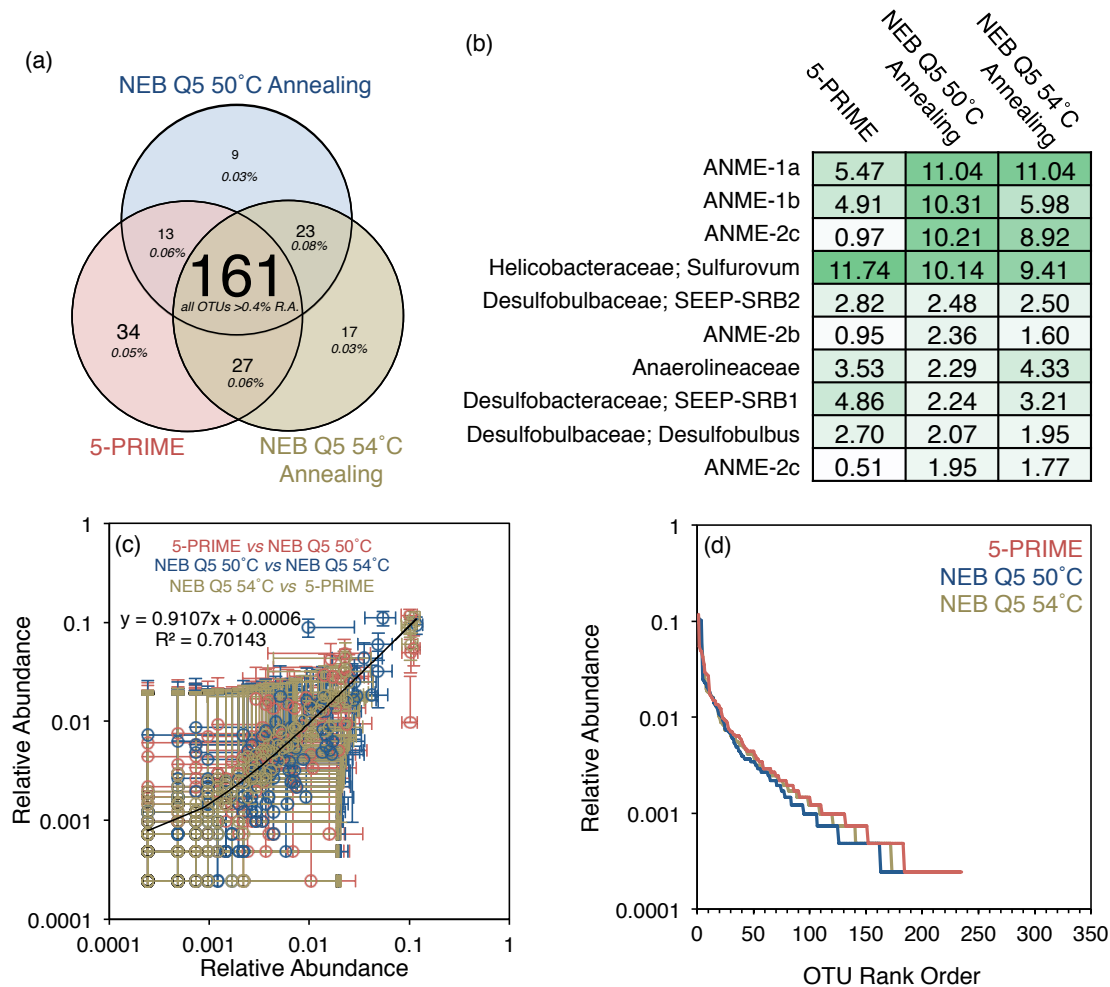 (a)
NEB Q5 50˚C Annealing
9
0.03%
13
0.06%
23
0.08%
161
all OTUs >0.4% R.A.
34
0.05%
17
0.03%
27
0.06%
5-PRIME
NEB Q5 54˚C
Annealing
(b)
5-PRIME
NEB Q5 50˚C
Annealing
NEB Q5 54˚C
Annealing
ANME-1a 5.47 11.04 11.04
ANME-1b 4.91 10.31 5.98
ANME-2c 0.97 10.21 8.92
Helicobacteraceae; Sulfurovum 11.74 10.14 9.41
Desulfobulbaceae; SEEP-SRB2 2.82 2.48 2.50
ANME-2b 0.95 2.36 1.60
Anaerolineaceae 3.53 2.29 4.33
Desulfobacteraceae; SEEP-SRB1 4.86 2.24 3.21
Desulfobulbaceae; Desulfobulbus 2.70 2.07 1.95
ANME-2c 0.51 1.95 1.77
(c)
5-PRIME vs NEB Q5 50˚C
NEB Q5 50˚C vs NEB Q5 54˚C
NEB Q5 54˚C vs 5-PRIME
y = 0.9107x + 0.0006
R² = 0.70143
1
0.1
0.01
0.001
0.0001
Relative Abundance
0.0001 0.001 0.01 0.1 1
Relative Abundance
(d)
5-PRIME
NEB Q5 50˚C
NEB Q5 54˚C
1
0.1
0.01
0.001
0.0001
Relative Abundance
0 50 100 150 200 250 300 350
OTU Rank Order